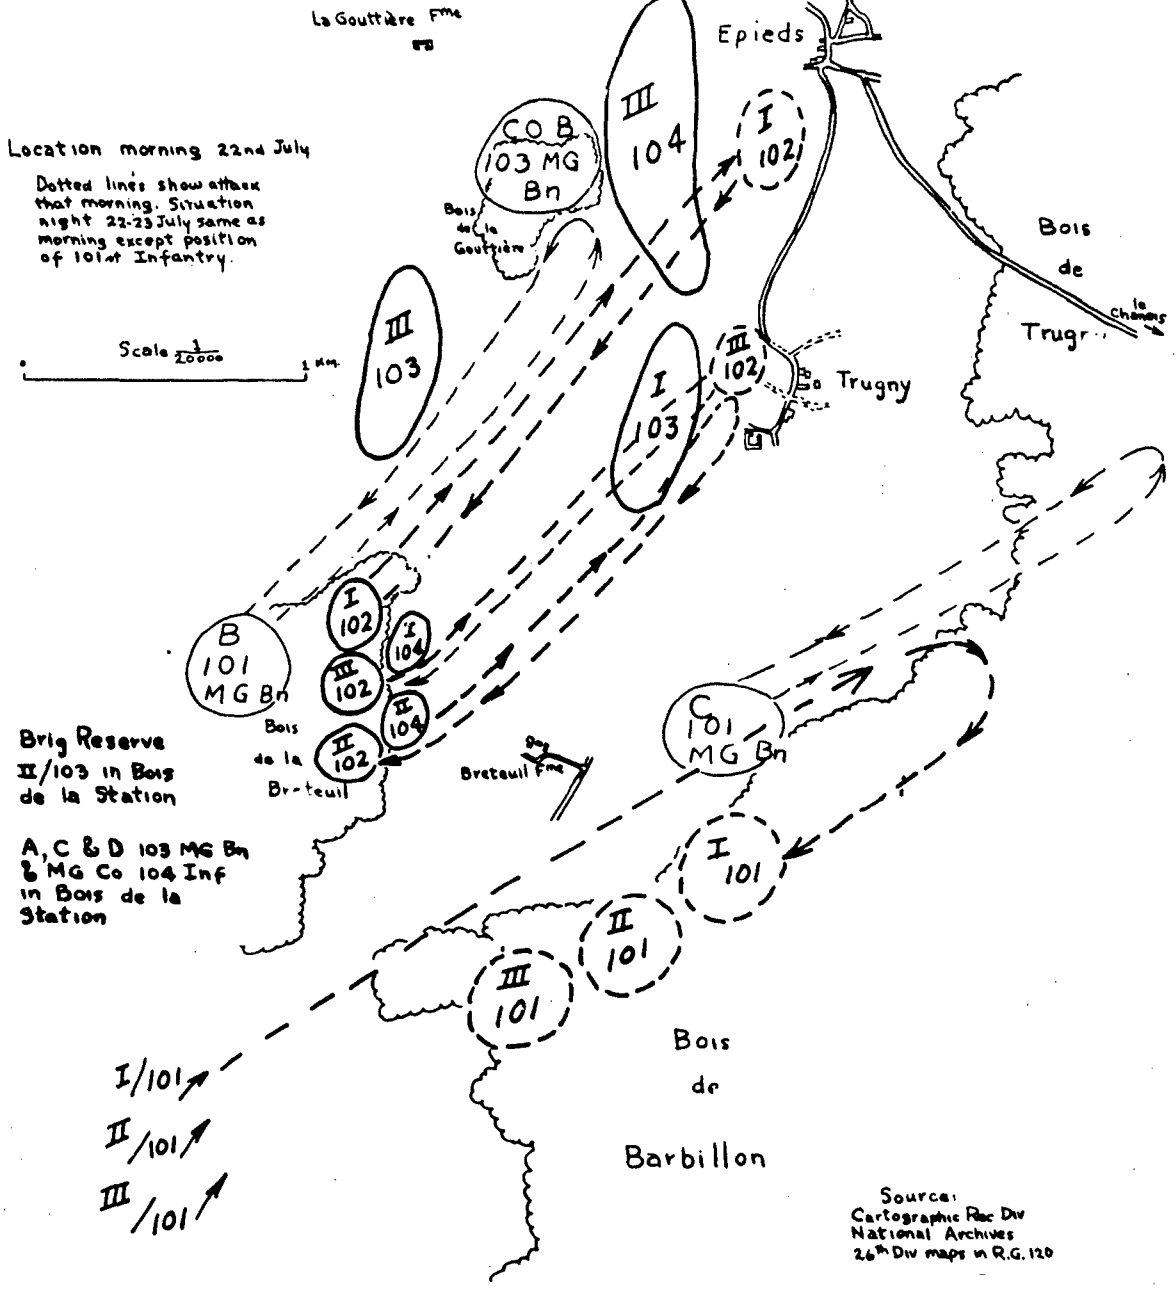 La Gouttière Fme
Epieds
III
104
I
102
CO B
103 MG
Bn
Location morning 22nd July
Dotted lines show attack
that morning. Situation
night 22-23 July same as
morning except position
of 101st Infantry.
Bois
de la
Gouttière
Bois
de
Trugr
le
Scale 1/20000
1 Km.
III
103
III
102
I
103
Trugny
I
102
I
104
B
101
MG Bn
III
102
II
104
II
102
Bois
de la
Breteuil
C
101
MG Bn
Breteuil Fme
Brig Reserve
II/103 in Bois
de la Station
A, C & D 103 MG Bn
& MG Co 104 Inf
in Bois de la
Station
I
101
II
101
III
101
Bois
de
Barbillon
I/101
II/101
III/101
Source:
Cartographic Rec Div
National Archives
26th Div maps in R.G. 120